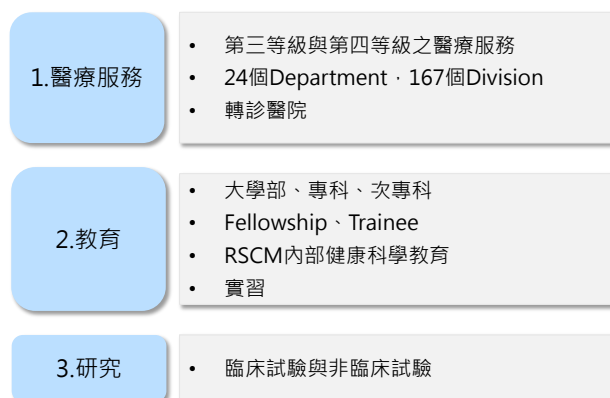 1.醫療服務
• 第三等級與第四等級之醫療服務
• 24個Department，167個Division
• 轉診醫院
2.教育
• 大學部、專科、次專科
• Fellowship、Trainee
• RSCM內部健康科學教育
• 實習
3.研究
• 臨床試驗與非臨床試驗